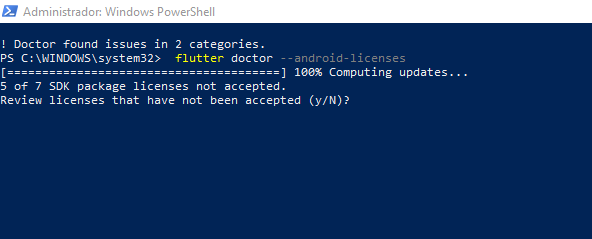 Administrador: Windows PowerShell
! Doctor found issues in 2 categories.
PS C:\WINDOWS\system32>  flutter doctor --android-licenses
[=======================================] 100% Computing updates...
5 of 7 SDK package licenses not accepted.
Review licenses that have not been accepted (y/N)?